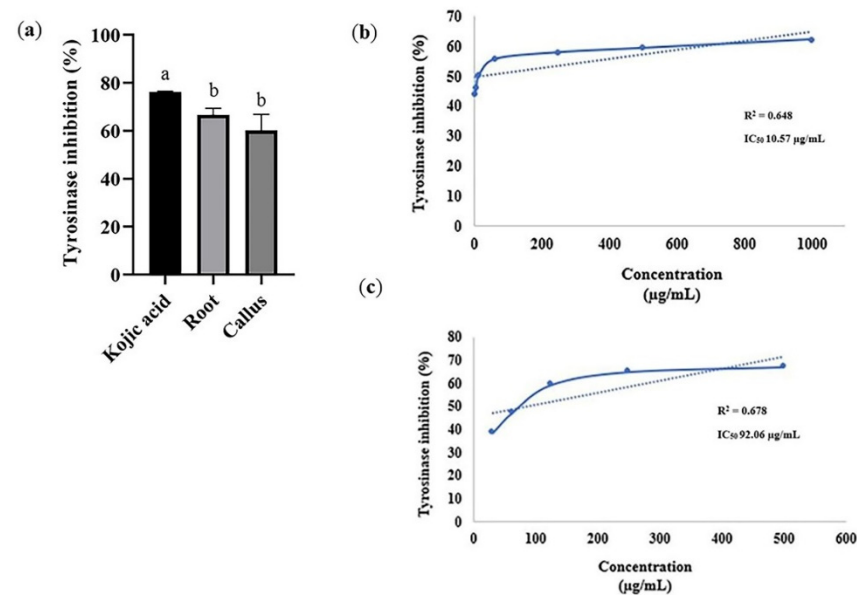 (a)
Tyrosinase inhibition (%)
100
80
60
40
20
0
a
b
b
Kojic acid
Root
Callus
(b)
Tyrosinase inhibition (%)
70
60
50
40
30
20
10
0
R² = 0.648
IC₅₀ 10.57 µg/mL
0 200 400 600 800 1000
Concentration
(µg/mL)
(c)
Tyrosinase inhibition (%)
80
70
60
50
40
30
20
10
0
R² = 0.678
IC₅₀ 92.06 µg/mL
0 100 200 300 400 500 600
Concentration
(µg/mL)